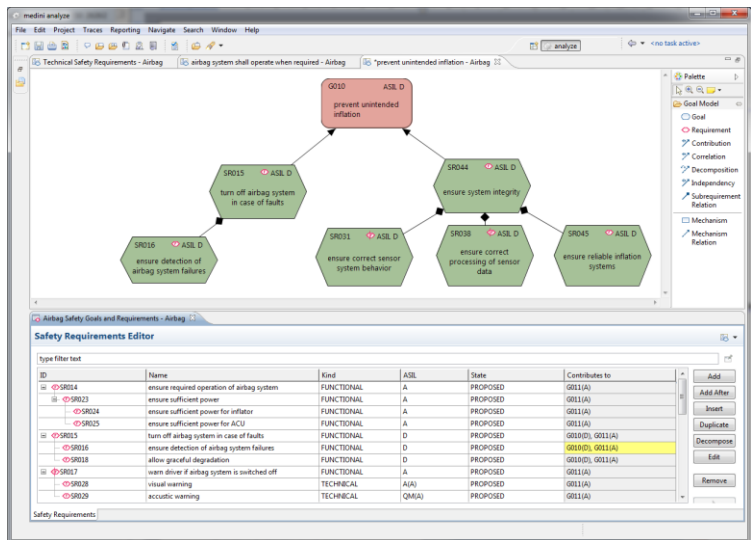 medini analyze
File Edit Project Traces Reporting Navigate Search Window Help
analyze
<no task active>
Technical Safety Requirements - Airbag
airbag system shall operate when required - Airbag
*prevent unintended inflation - Airbag
G010 ASIL D
prevent unintended
inflation
SR015 ASIL D
turn off airbag system
in case of faults
SR044 ASIL D
ensure system integrity
SR016 ASIL D
ensure detection of
airbag system failures
SR031 ASIL D
ensure correct sensor
system behavior
SR038 ASIL D
ensure correct
processing of sensor
data
SR045 ASIL D
ensure reliable inflation
systems
Palette
Goal Model
Goal
Requirement
Contribution
Correlation
Decomposition
Independency
Subrequirement
Relation
Mechanism
Mechanism
Relation
Airbag Safety Goals and Requirements - Airbag
Safety Requirements Editor
type filter text
ID Name Kind ASIL State Contributes to
SR014 ensure required operation of airbag system FUNCTIONAL A PROPOSED G011(A)
SR023 ensure sufficient power FUNCTIONAL A PROPOSED G011(A)
SR024 ensure sufficient power for inflator FUNCTIONAL A PROPOSED G011(A)
SR025 ensure sufficient power for ACU FUNCTIONAL A PROPOSED G011(A)
SR015 turn off airbag system in case of faults FUNCTIONAL D PROPOSED G010(D), G011(A)
SR016 ensure detection of airbag system failures FUNCTIONAL D PROPOSED G010(D), G011(A)
SR018 allow graceful degradation FUNCTIONAL D PROPOSED G010(D), G011(A)
SR017 warn driver if airbag system is switched off FUNCTIONAL A PROPOSED G011(A)
SR028 visual warning TECHNICAL A(A) PROPOSED G011(A)
SR029 accustic warning TECHNICAL QM(A) PROPOSED G011(A)
Add
Add After
Insert
Duplicate
Decompose
Edit
Remove
Safety Requirements